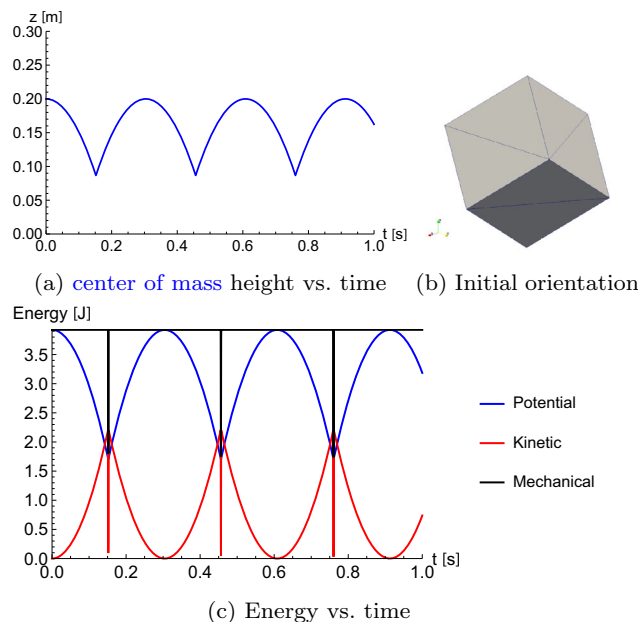 z [m]
0.30
0.25
0.20
0.15
0.10
0.05
0.00
0.0 0.2 0.4 0.6 0.8 1.0
t [s]
(a) center of mass height vs. time
(b) Initial orientation
Energy [J]
3.5
3.0
2.5
2.0
1.5
1.0
0.5
0.0
0.0 0.2 0.4 0.6 0.8 1.0
t [s]
Potential
Kinetic
Mechanical
(c) Energy vs. time